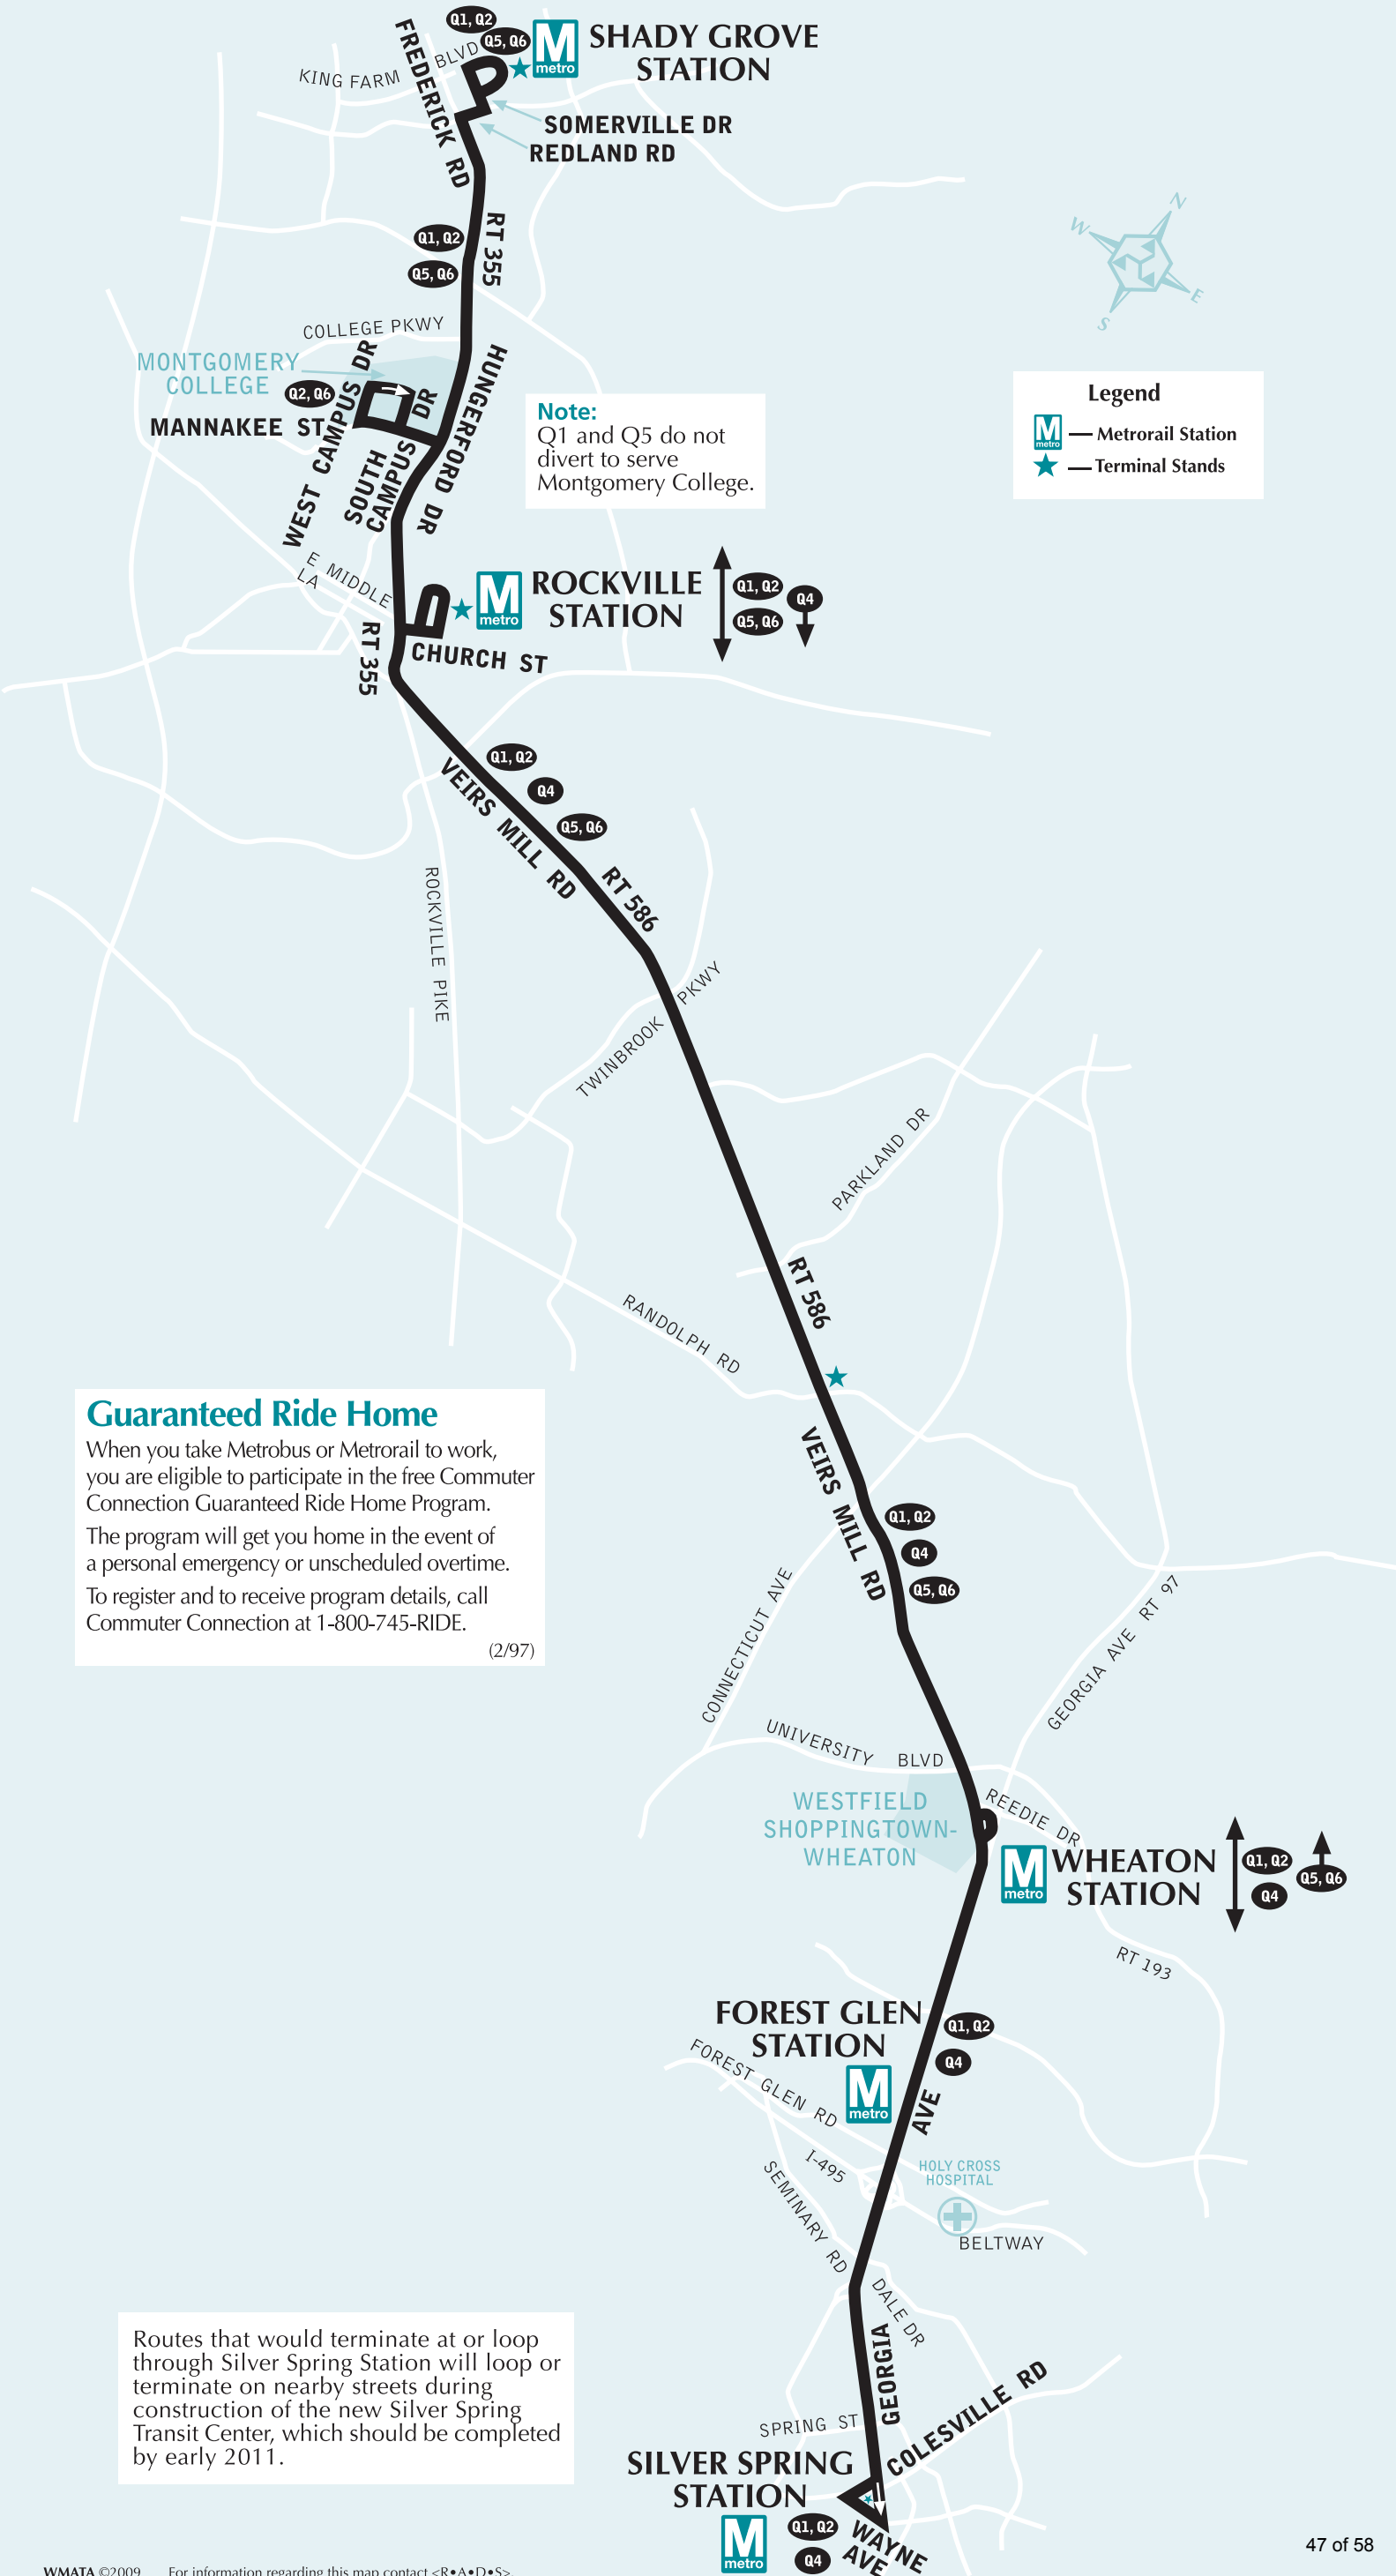 Q1, Q2
Q5, Q6
M
metro
SHADY GROVE
STATION
KING FARM BLVD
FREDERICK RD
SOMERVILLE DR
REDLAND RD
N
W
E
S
Q1, Q2
Q5, Q6
RT 355
COLLEGE PKWY
MONTGOMERY
COLLEGE
Q2, Q6
MANNAKEE ST
WEST CAMPUS DR
SOUTH
CAMPUS DR
HUNGERFORD DR
Note:
Q1 and Q5 do not
divert to serve
Montgomery College.
Legend
M
metro
— Metrorail Station
— Terminal Stands
E MIDDLE
LA
M
metro
ROCKVILLE
STATION
Q1, Q2
Q5, Q6
Q4
RT 355
CHURCH ST
Q1, Q2
Q4
Q5, Q6
VEIRS MILL RD
RT 586
ROCKVILLE PIKE
TWINBROOK PKWY
PARKLAND DR
RT 586
RANDOLPH RD
Guaranteed Ride Home
When you take Metrobus or Metrorail to work,
you are eligible to participate in the free Commuter
Connection Guaranteed Ride Home Program.
The program will get you home in the event of
a personal emergency or unscheduled overtime.
To register and to receive program details, call
Commuter Connection at 1-800-745-RIDE.
(2/97)
VEIRS MILL RD
Q1, Q2
Q4
Q5, Q6
CONNECTICUT AVE
GEORGIA AVE RT 97
UNIVERSITY BLVD
WESTFIELD
SHOPPINGTOWN-
WHEATON
REEDIE DR
M
metro
WHEATON
STATION
Q1, Q2
Q4
Q5, Q6
RT 193
FOREST GLEN
STATION
M
metro
Q1, Q2
Q4
FOREST GLEN RD
AVE
I-495
HOLY CROSS
HOSPITAL
BELTWAY
SEMINARY RD
DALE DR
GEORGIA
Routes that would terminate at or loop
through Silver Spring Station will loop or
terminate on nearby streets during
construction of the new Silver Spring
Transit Center, which should be completed
by early 2011.
SPRING ST
COLESVILLE RD
SILVER SPRING
STATION
M
metro
Q1, Q2
Q4
WAYNE
AVE
47 of 58
WMATA ©2009 For information regarding this map contact <R•A•D•S>.